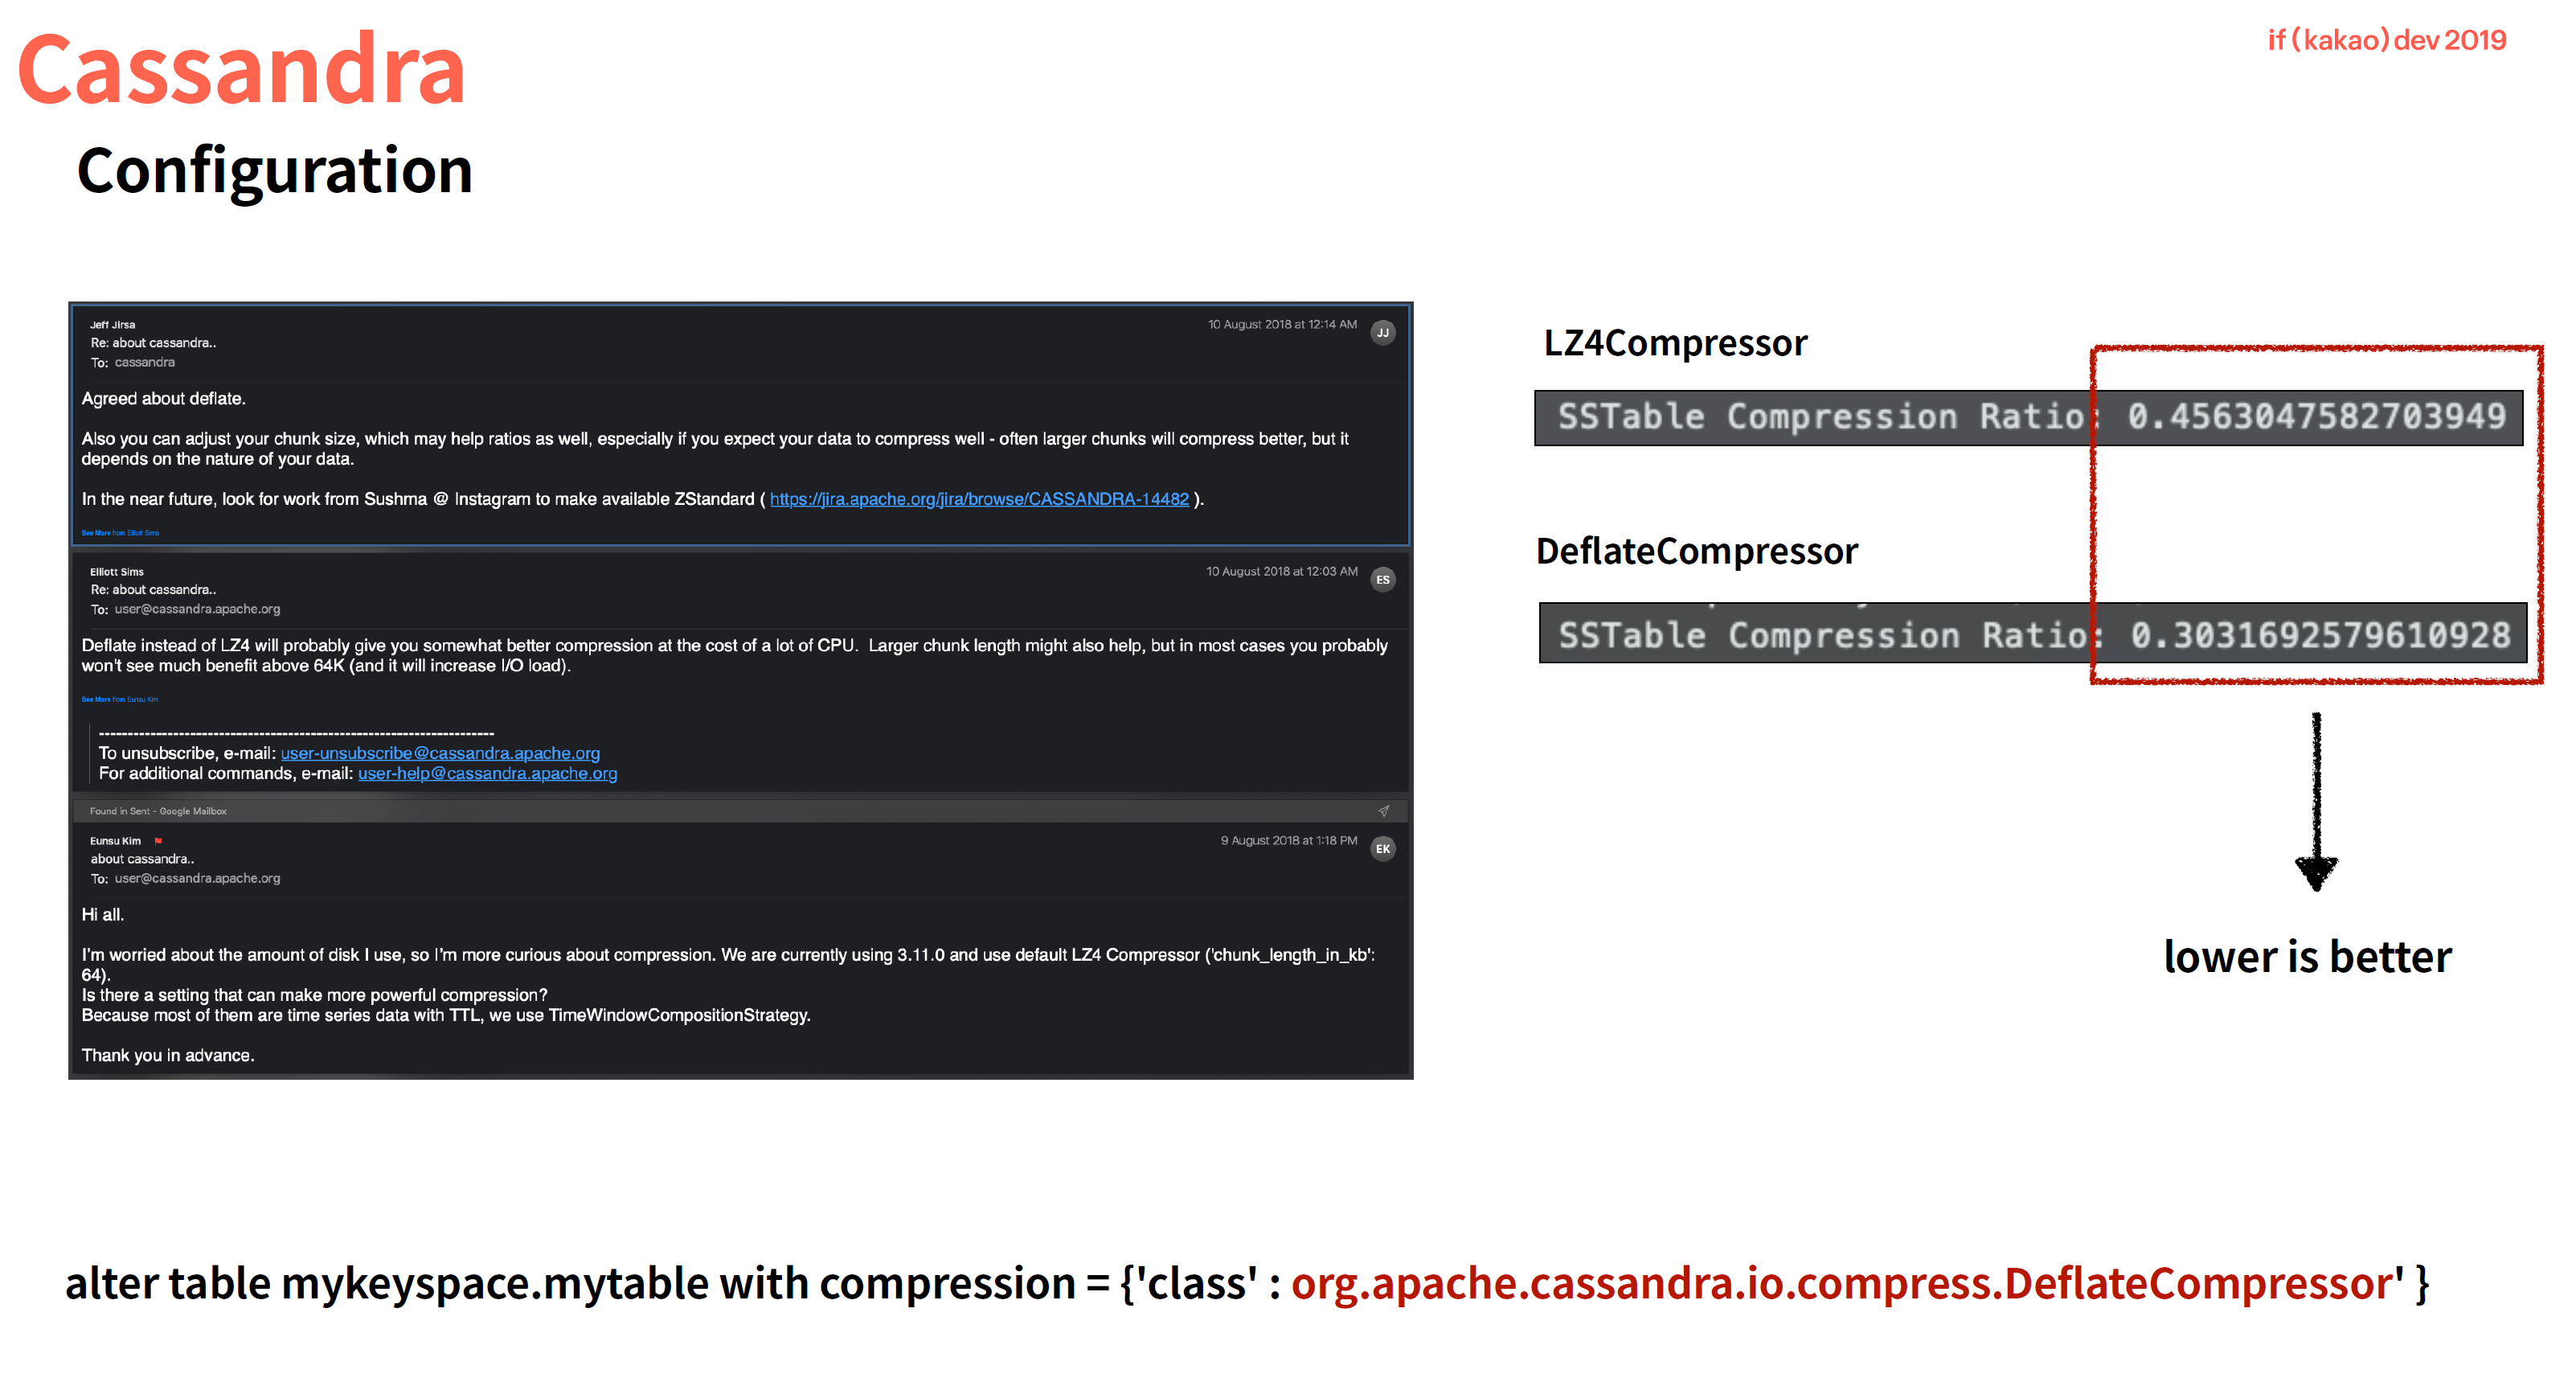 Cassandra
if (kakao) dev 2019
Configuration
Jeff Jirsa
10 August 2018 at 12:14 AM
JJ
Re: about cassandra..
To: cassandra
Agreed about deflate.
Also you can adjust your chunk size, which may help ratios as well, especially if you expect your data to compress well - often larger chunks will compress better, but it
depends on the nature of your data.
In the near future, look for work from Sushma @ Instagram to make available ZStandard ( https://jira.apache.org/jira/browse/CASSANDRA-14482 ).
See More from Elliott Sims
Elliott Sims
10 August 2018 at 12:03 AM
ES
Re: about cassandra..
To: user@cassandra.apache.org
Deflate instead of LZ4 will probably give you somewhat better compression at the cost of a lot of CPU.  Larger chunk length might also help, but in most cases you probably
won't see much benefit above 64K (and it will increase I/O load).
See More from Eunsu Kim
---------------------------------------------------------------------
To unsubscribe, e-mail: user-unsubscribe@cassandra.apache.org
For additional commands, e-mail: user-help@cassandra.apache.org
Found in Sent - Google Mailbox
Eunsu Kim
9 August 2018 at 1:18 PM
EK
about cassandra..
To: user@cassandra.apache.org
Hi all.
I'm worried about the amount of disk I use, so I'm more curious about compression. We are currently using 3.11.0 and use default LZ4 Compressor ('chunk_length_in_kb':
64).
Is there a setting that can make more powerful compression?
Because most of them are time series data with TTL, we use TimeWindowCompositionStrategy.
Thank you in advance.
LZ4Compressor
SSTable Compression Ratio: 0.4563047582703949
DeflateCompressor
SSTable Compression Ratio: 0.3031692579610928
lower is better
alter table mykeyspace.mytable with compression = {'class' : org.apache.cassandra.io.compress.DeflateCompressor' }